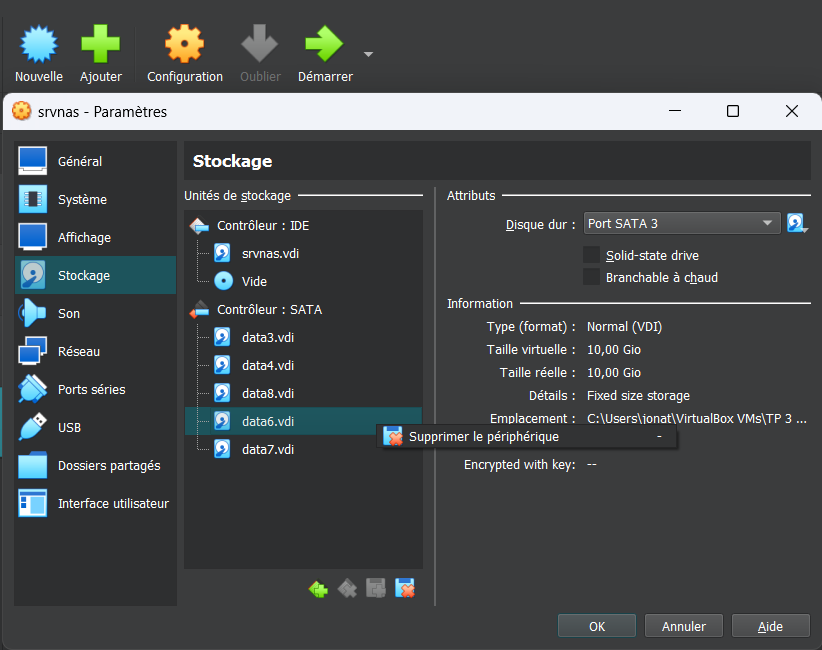 Nouvelle Ajouter Configuration Oublier Démarrer
srvnas - Paramètres
Général
Système
Affichage
Stockage
Son
Réseau
Ports séries
USB
Dossiers partagés
Interface utilisateur
Stockage
Unités de stockage
Contrôleur : IDE
srvnas.vdi
Vide
Contrôleur : SATA
data3.vdi
data4.vdi
data8.vdi
data6.vdi
data7.vdi
Supprimer le périphérique -
Attributs
Disque dur : Port SATA 3
Solid-state drive
Branchable à chaud
Information
Type (format) : Normal (VDI)
Taille virtuelle : 10,00 Gio
Taille réelle : 10,00 Gio
Détails : Fixed size storage
Emplacement : C:\Users\jonat\VirtualBox VMs\TP 3 ...
Encrypted with key: --
OK Annuler Aide